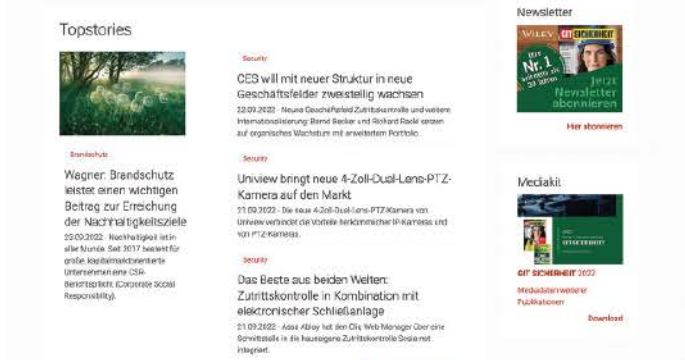 Topstories
Brandschutz
Wagner: Brandschutz
leistet einen wichtigen
Beitrag zur Erreichung
der Nachhaltigkeitsziele
23.09.2022 - Nachhaltigkeit ist in
aller Munde. Seit 2017 besteht für
große, kapitalmarktorientierte
Unternehmen eine CSR-
Berichtspflicht (Corporate Social
Responsibility).
Security
CES will mit neuer Struktur in neue
Geschäftsfelder zweistellig wachsen
22.09.2022 - Neues Geschäftsfeld Zutrittskontrolle und weitere
Internationalisierung: Bernd Becker und Richard Rackl setzen
auf organisches Wachstum mit erweitertem Portfolio.
Security
Uniview bringt neue 4-Zoll-Dual-Lens-PTZ-
Kamera auf den Markt
21.09.2022 - Die neue 4-Zoll-Dual-Lens-PTZ-Kamera von
Uniview verbindet die Vorteile herkömmlicher IP-Kameras und
von PTZ-Kameras.
Security
Das Beste aus beiden Welten:
Zutrittskontrolle in Kombination mit
elektronischer Schließanlage
21.09.2022 - Assa Abloy hat den Cliq Web Manager über eine
Schnittstelle in die hauseigene Zutrittskontrolle Scala net
integriert.
Newsletter
WILEY GIT SICHERHEIT
Nr. 1
Jetzt
Newsletter
abonnieren
Hier abonnieren
Mediakit
GIT SICHERHEIT
GIT SICHERHEIT 2022
Mediadaten weiterer
Publikationen
Download